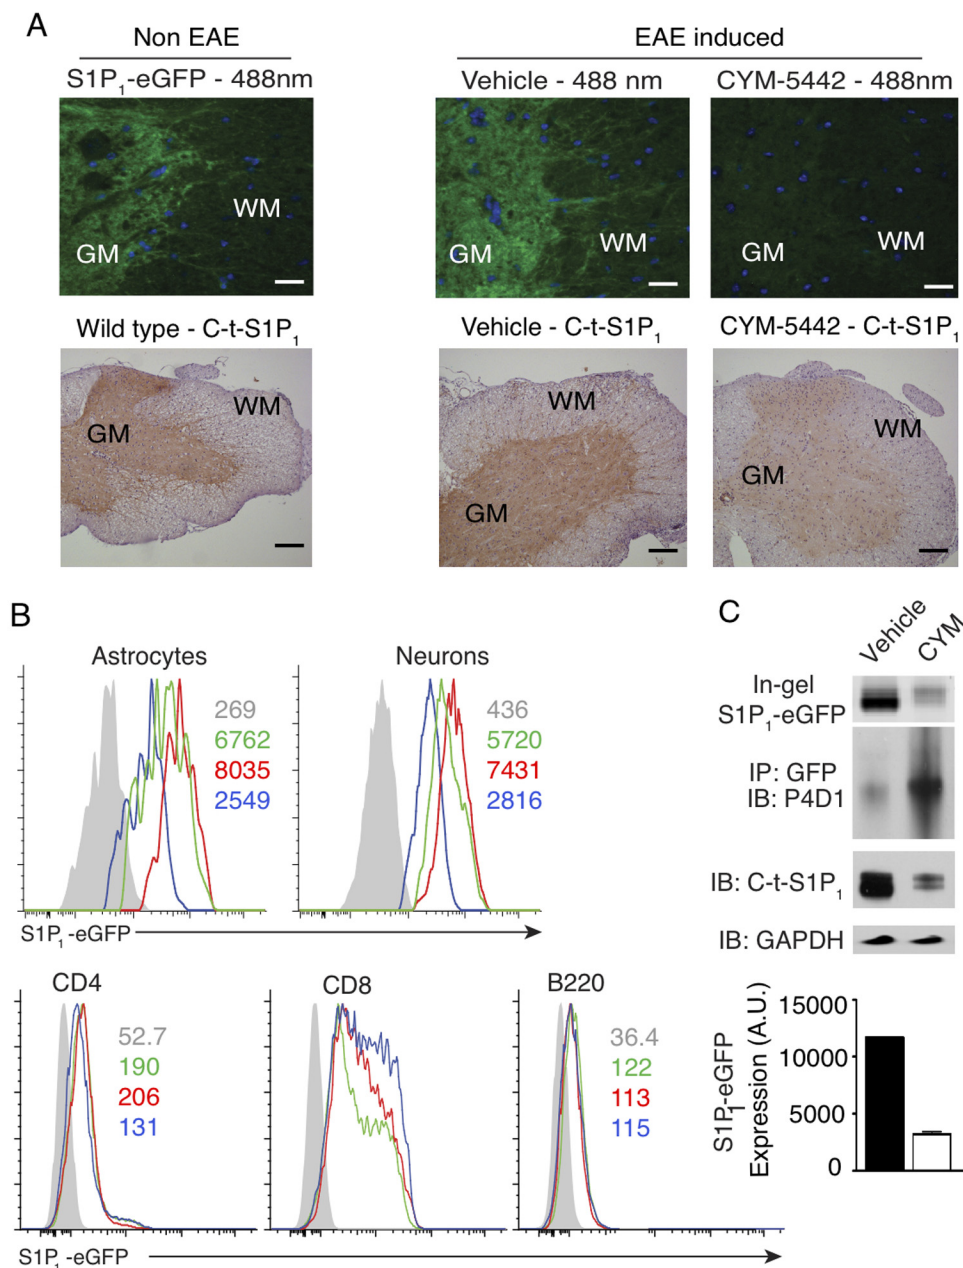 A
Non EAE
EAE induced
S1P₁-eGFP - 488nm
Vehicle - 488 nm
CYM-5442 - 488nm
GM
WM
GM
WM
GM
WM
Wild type - C-t-S1P₁
Vehicle - C-t-S1P₁
CYM-5442 - C-t-S1P₁
GM
WM
GM
WM
GM
WM
B
Astrocytes
269
6762
8035
2549
Neurons
436
5720
7431
2816
S1P₁-eGFP
CD4
52.7
190
206
131
CD8
B220
36.4
122
113
115
S1P₁-eGFP
C
Vehicle
CYM
In-gel
S1P₁-eGFP
IP: GFP
IB: P4D1
IB: C-t-S1P₁
IB: GAPDH
S1P₁-eGFP
Expression (A.U.)
15000
10000
5000
0